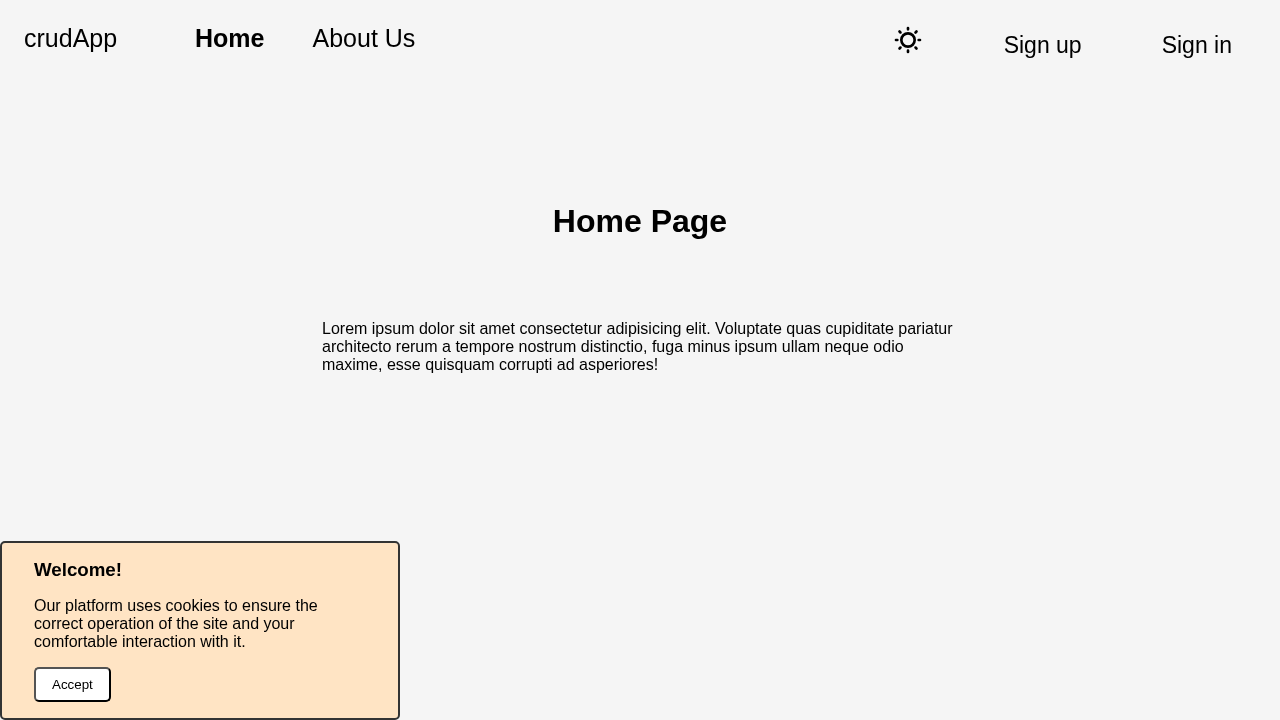 crudApp
Home
About Us
Sign up
Sign in
Home Page
Lorem ipsum dolor sit amet consectetur adipisicing elit. Voluptate quas cupiditate pariatur
architecto rerum a tempore nostrum distinctio, fuga minus ipsum ullam neque odio
maxime, esse quisquam corrupti ad asperiores!
Welcome!
Our platform uses cookies to ensure the
correct operation of the site and your
comfortable interaction with it.
Accept